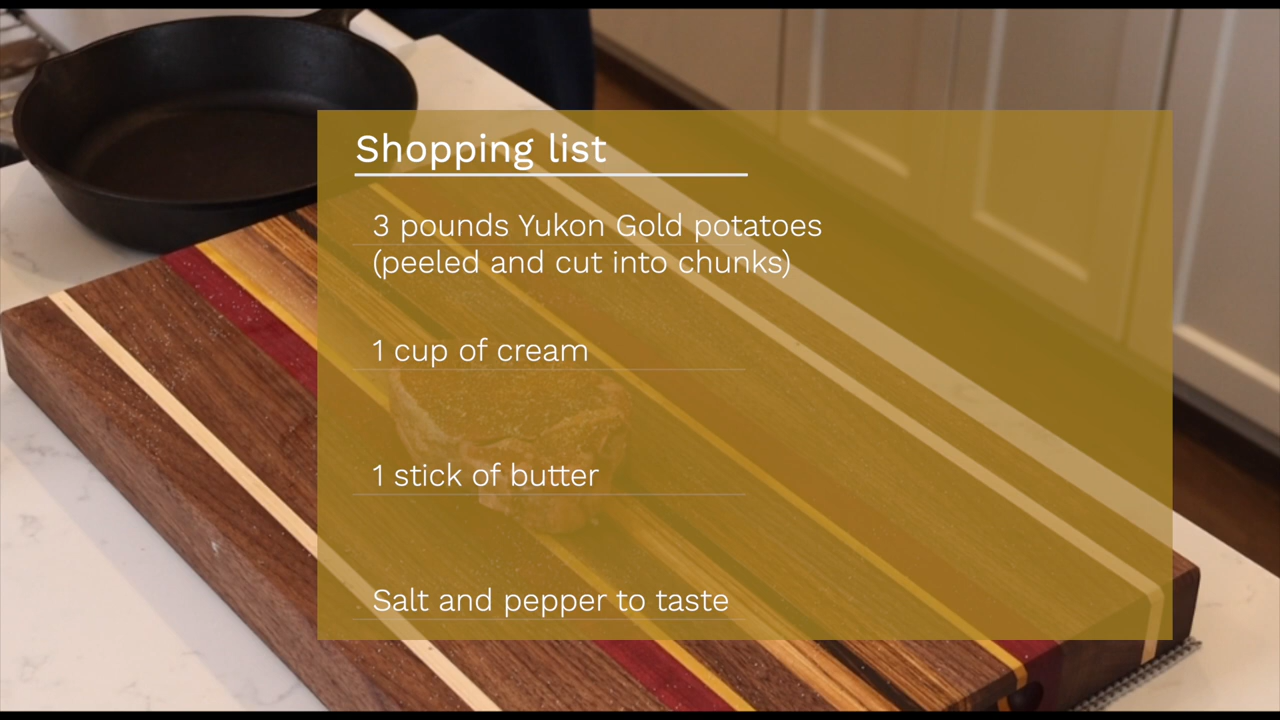 Shopping list
3 pounds Yukon Gold potatoes
(peeled and cut into chunks)
1 cup of cream
1 stick of butter
Salt and pepper to taste